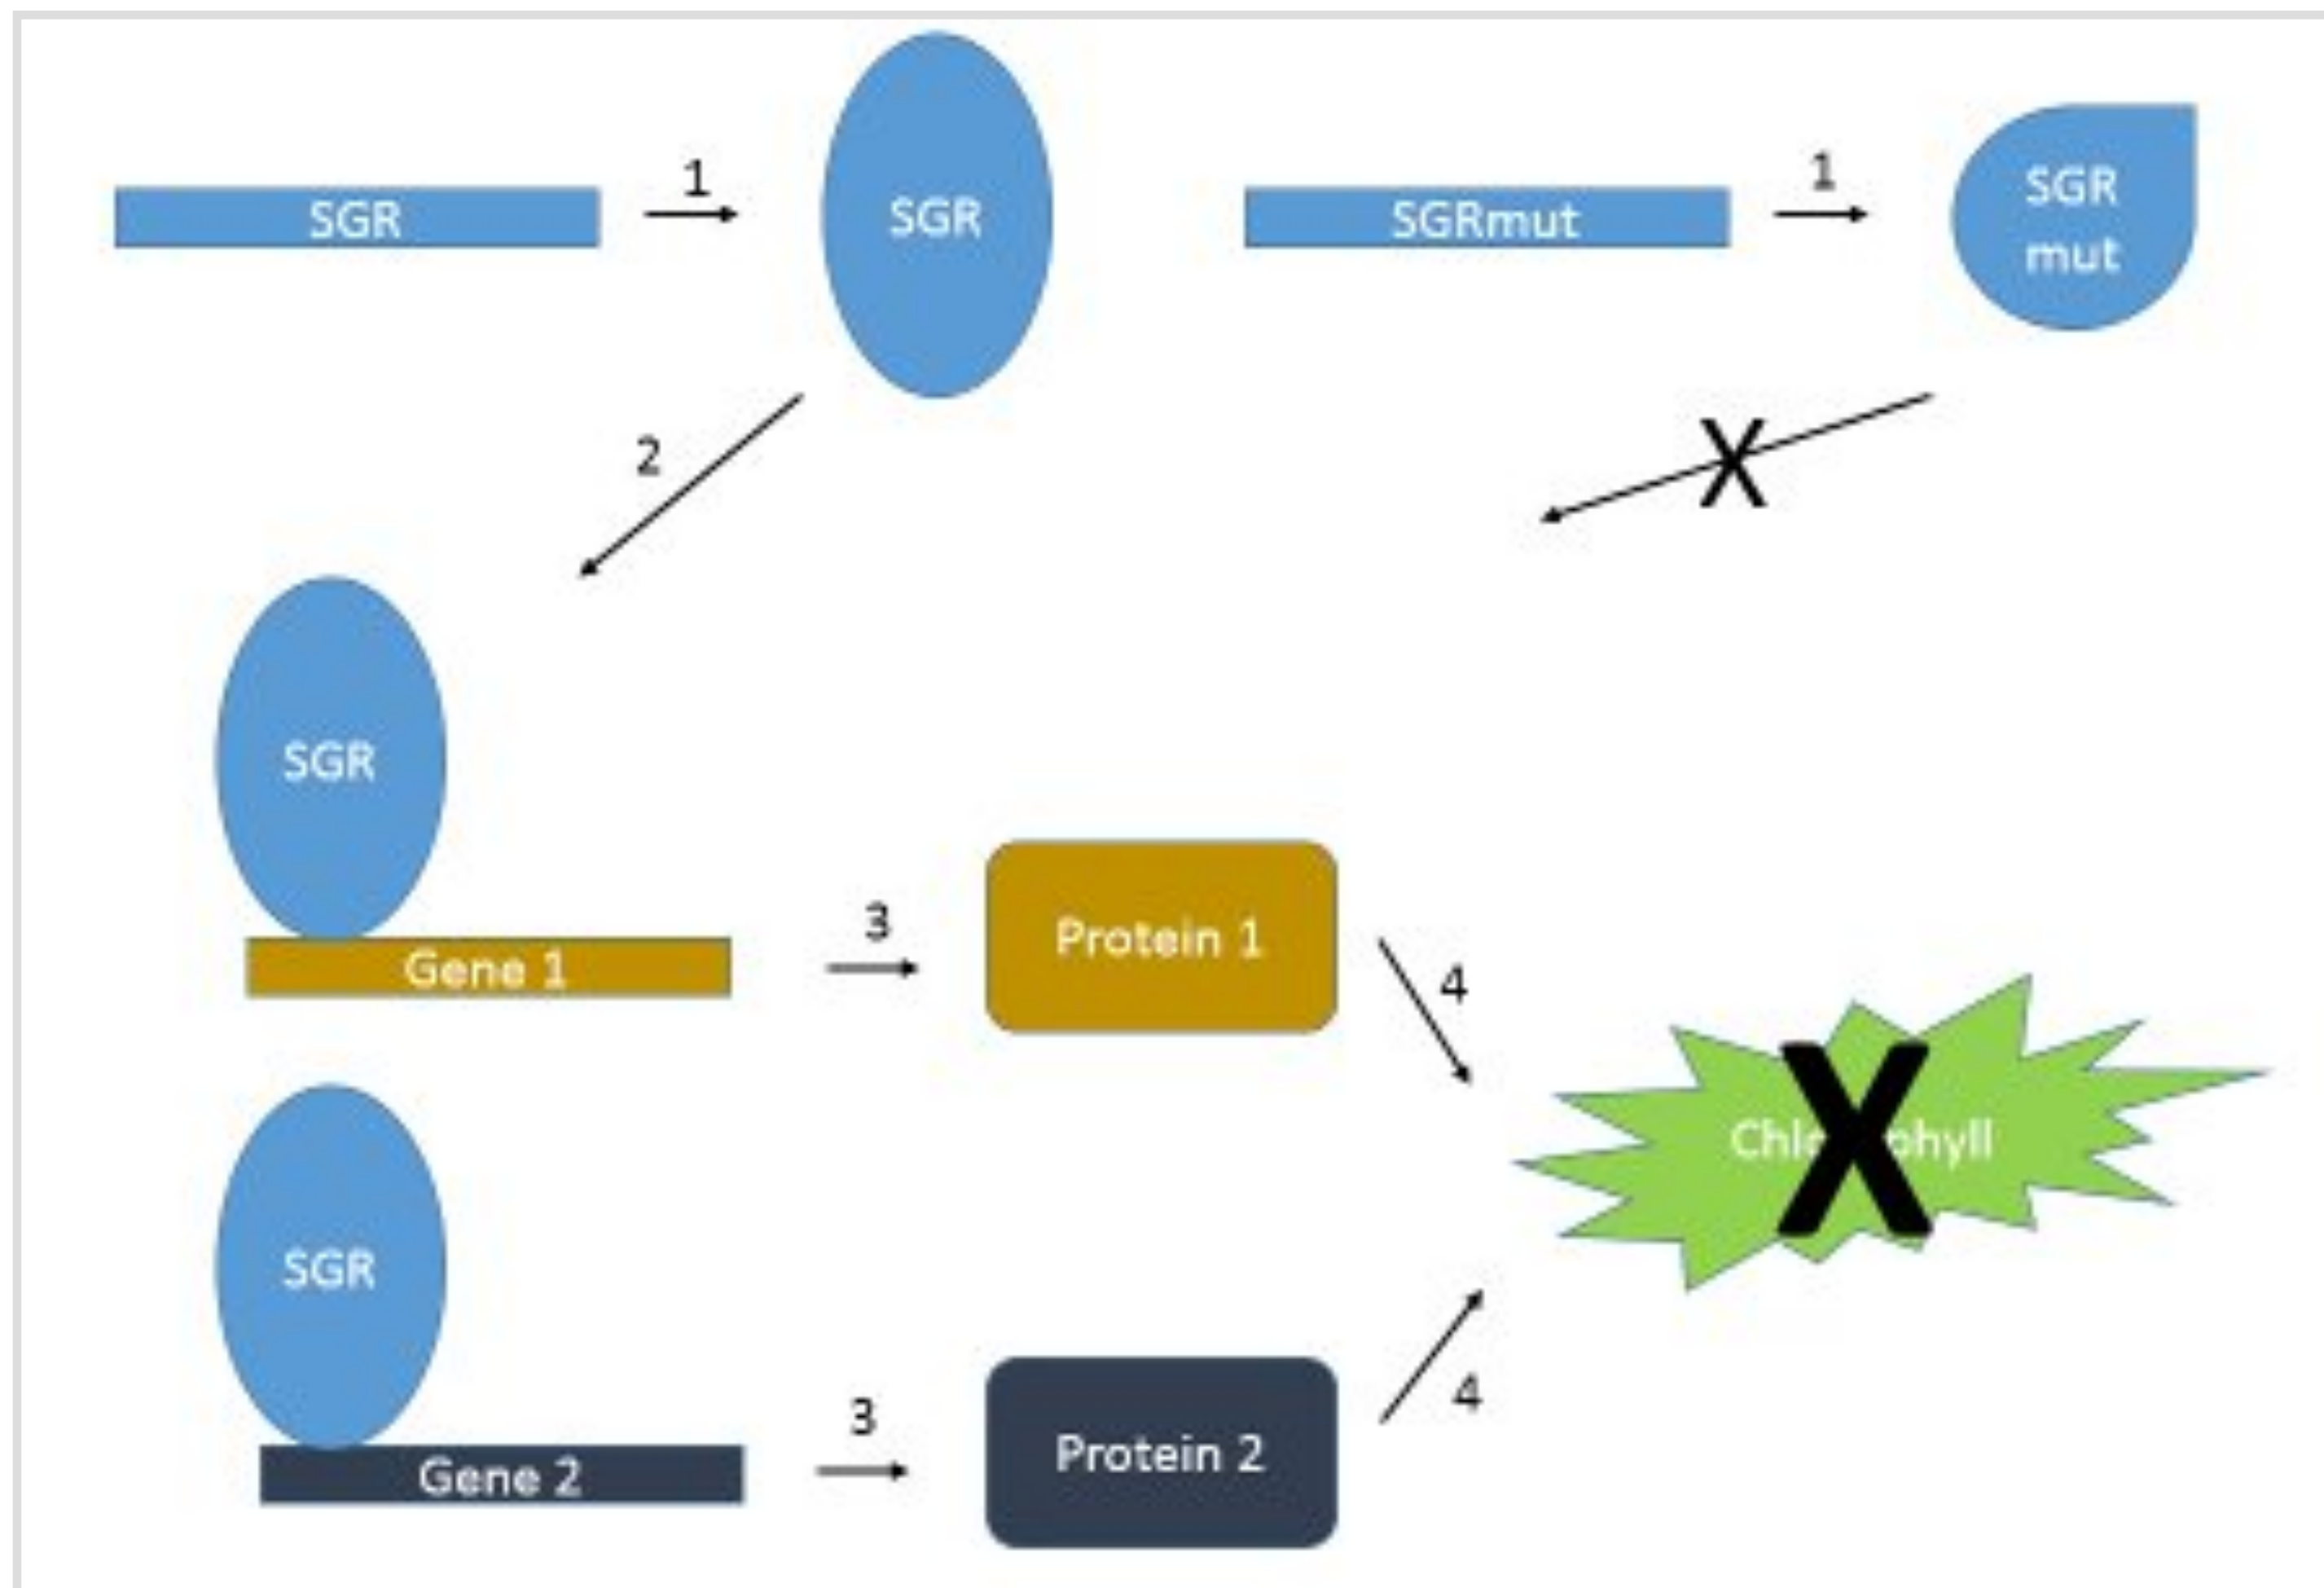 SGR
1
SGR
SGRmut
1
SGR
mut
2
X
SGR
Gene 1
3
Protein 1
4
X
SGR
Gene 2
3
Protein 2
4